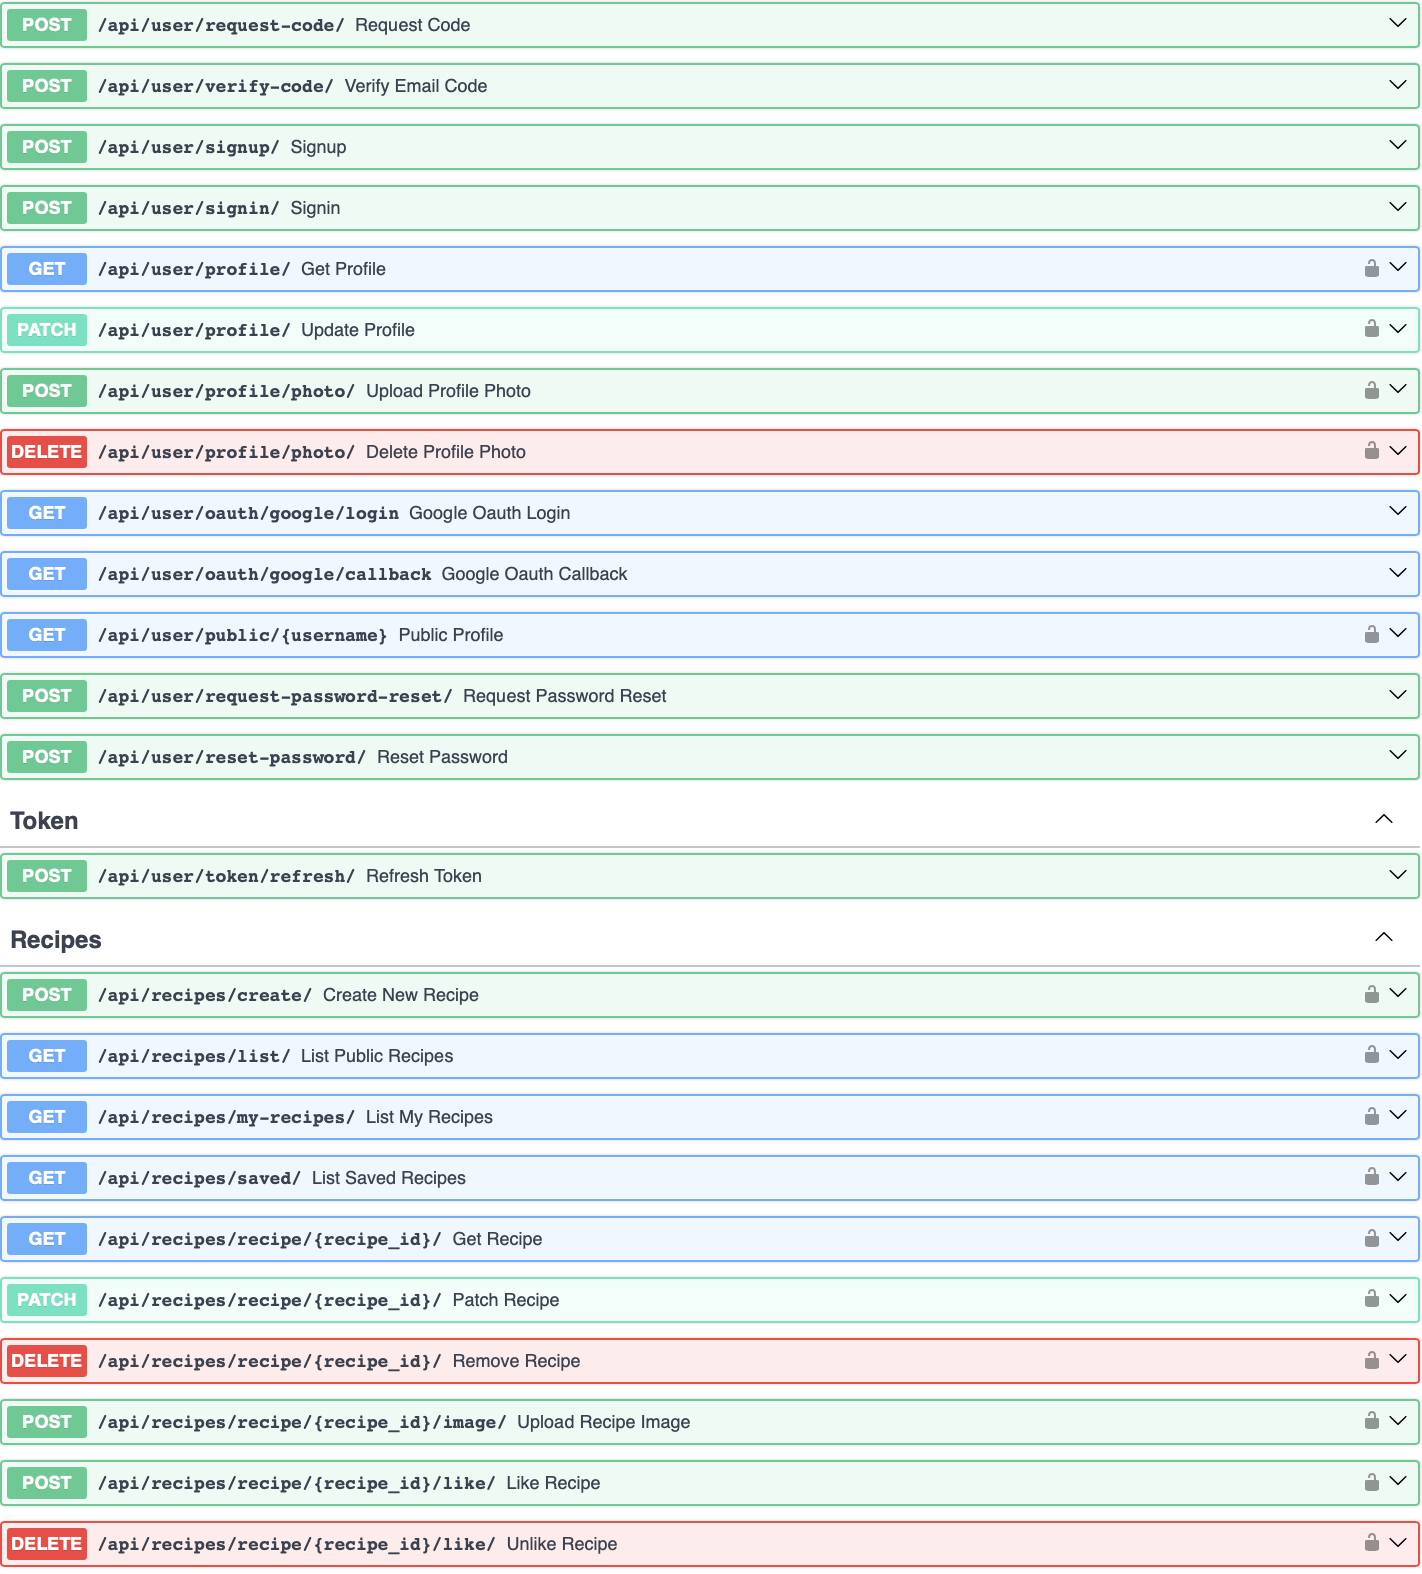 POST /api/user/request-code/ Request Code
POST /api/user/verify-code/ Verify Email Code
POST /api/user/signup/ Signup
POST /api/user/signin/ Signin
GET /api/user/profile/ Get Profile
PATCH /api/user/profile/ Update Profile
POST /api/user/profile/photo/ Upload Profile Photo
DELETE /api/user/profile/photo/ Delete Profile Photo
GET /api/user/oauth/google/login Google Oauth Login
GET /api/user/oauth/google/callback Google Oauth Callback
GET /api/user/public/{username} Public Profile
POST /api/user/request-password-reset/ Request Password Reset
POST /api/user/reset-password/ Reset Password
Token
POST /api/user/token/refresh/ Refresh Token
Recipes
POST /api/recipes/create/ Create New Recipe
GET /api/recipes/list/ List Public Recipes
GET /api/recipes/my-recipes/ List My Recipes
GET /api/recipes/saved/ List Saved Recipes
GET /api/recipes/recipe/{recipe_id}/ Get Recipe
PATCH /api/recipes/recipe/{recipe_id}/ Patch Recipe
DELETE /api/recipes/recipe/{recipe_id}/ Remove Recipe
POST /api/recipes/recipe/{recipe_id}/image/ Upload Recipe Image
POST /api/recipes/recipe/{recipe_id}/like/ Like Recipe
DELETE /api/recipes/recipe/{recipe_id}/like/ Unlike Recipe